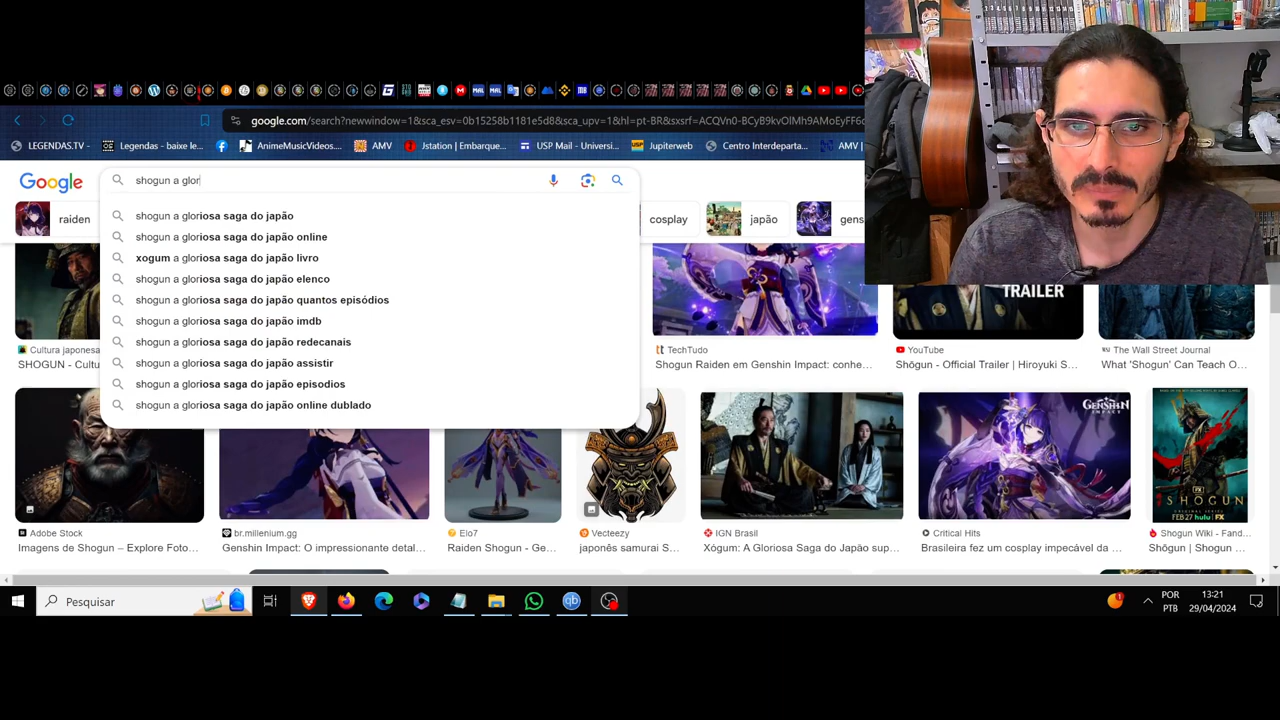 google.com/search?newwindow=1&sca_esv=0b15258b1181e5d8&sca_upv=1&hl=pt-BR&sxsrf=ACQVn0-BCyB9kvOlMh9AMoEyFF6c
LEGENDAS.TV -
Legendas - baixe le...
AnimeMusicVideos...
AMV
Jstation | Embarque...
USP Mail - Universi...
Jupiterweb
Centro Interdeparta...
AMV |
Google
shogun a glor
raiden
cosplay
japão
gens
shogun a gloriosa saga do japão
shogun a gloriosa saga do japão online
xogum a gloriosa saga do japão livro
shogun a gloriosa saga do japão elenco
shogun a gloriosa saga do japão quantos episódios
shogun a gloriosa saga do japão imdb
shogun a gloriosa saga do japão redecanais
shogun a gloriosa saga do japão assistir
shogun a gloriosa saga do japão episodios
shogun a gloriosa saga do japão online dublado
TRAILER
Cultura japonesa
SHOGUN - Cultu
TechTudo
Shogun Raiden em Genshin Impact: conhe...
YouTube
Shōgun - Official Trailer | Hiroyuki S...
The Wall Street Journal
What 'Shogun' Can Teach O...
GENSHIN
IMPACT
FX
SHŌGUN
ORIGINAL SERIES
FEB 27 hulu | FX
Adobe Stock
Imagens de Shogun – Explore Foto...
br.millenium.gg
Genshin Impact: O impressionante detal...
Elo7
Raiden Shogun - Ge...
Vecteezy
japonês samurai S...
IGN Brasil
Xógum: A Gloriosa Saga do Japão sup...
Critical Hits
Brasileira fez um cosplay impecável da ...
Shogun Wiki - Fand...
Shōgun | Shogun ...
Pesquisar
POR
PTB
13:21
29/04/2024